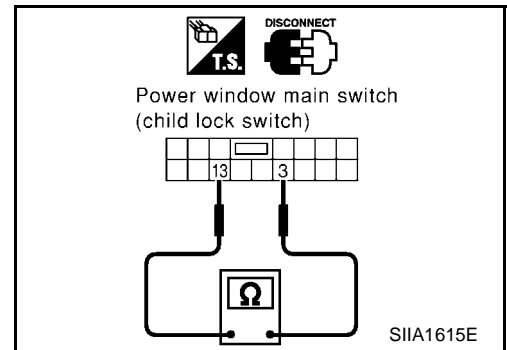 DISCONNECT
T.S.
Power window main switch
(child lock switch)
13 3
Ω
SIIA1615E